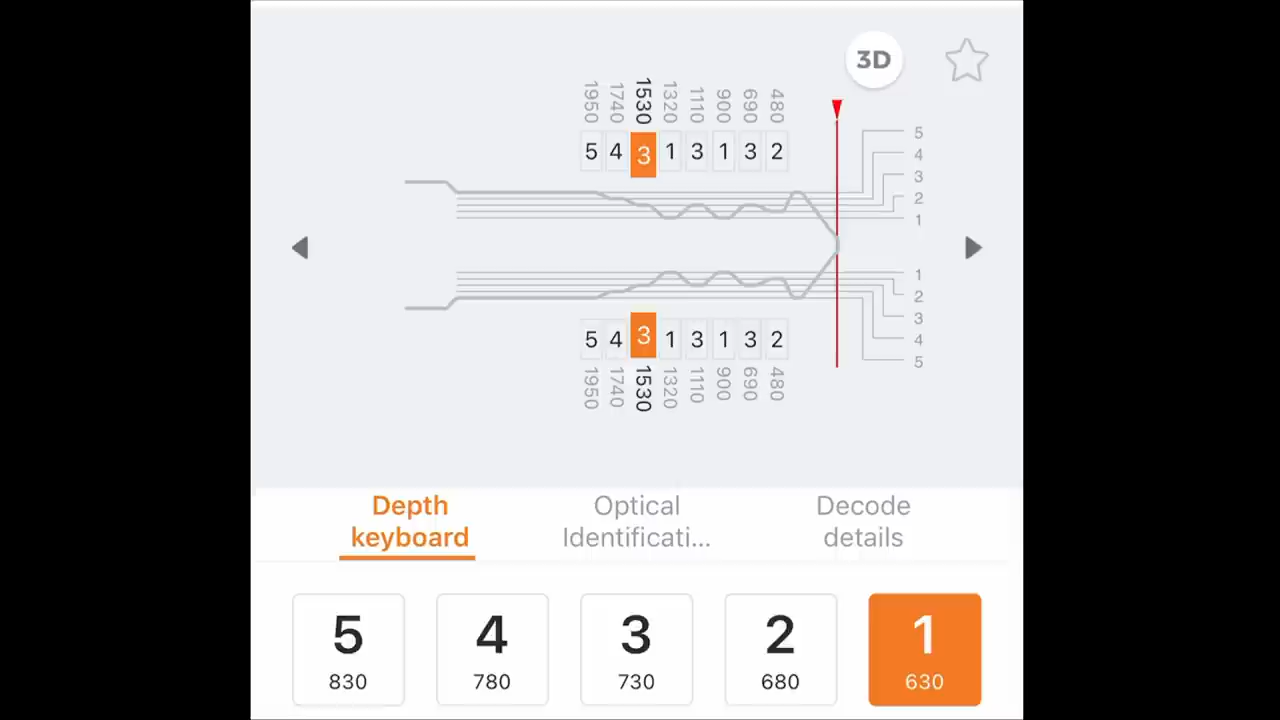 3D
1950 1740 1530 1320 1110 900 690 480
5 4 3 1 3 1 3 2
5
4
3
2
1
1
2
3
4
5
5 4 3 1 3 1 3 2
1950 1740 1530 1320 1110 900 690 480
Depth keyboard
Optical Identificati...
Decode details
5 4 3 2 1
830 780 730 680 630